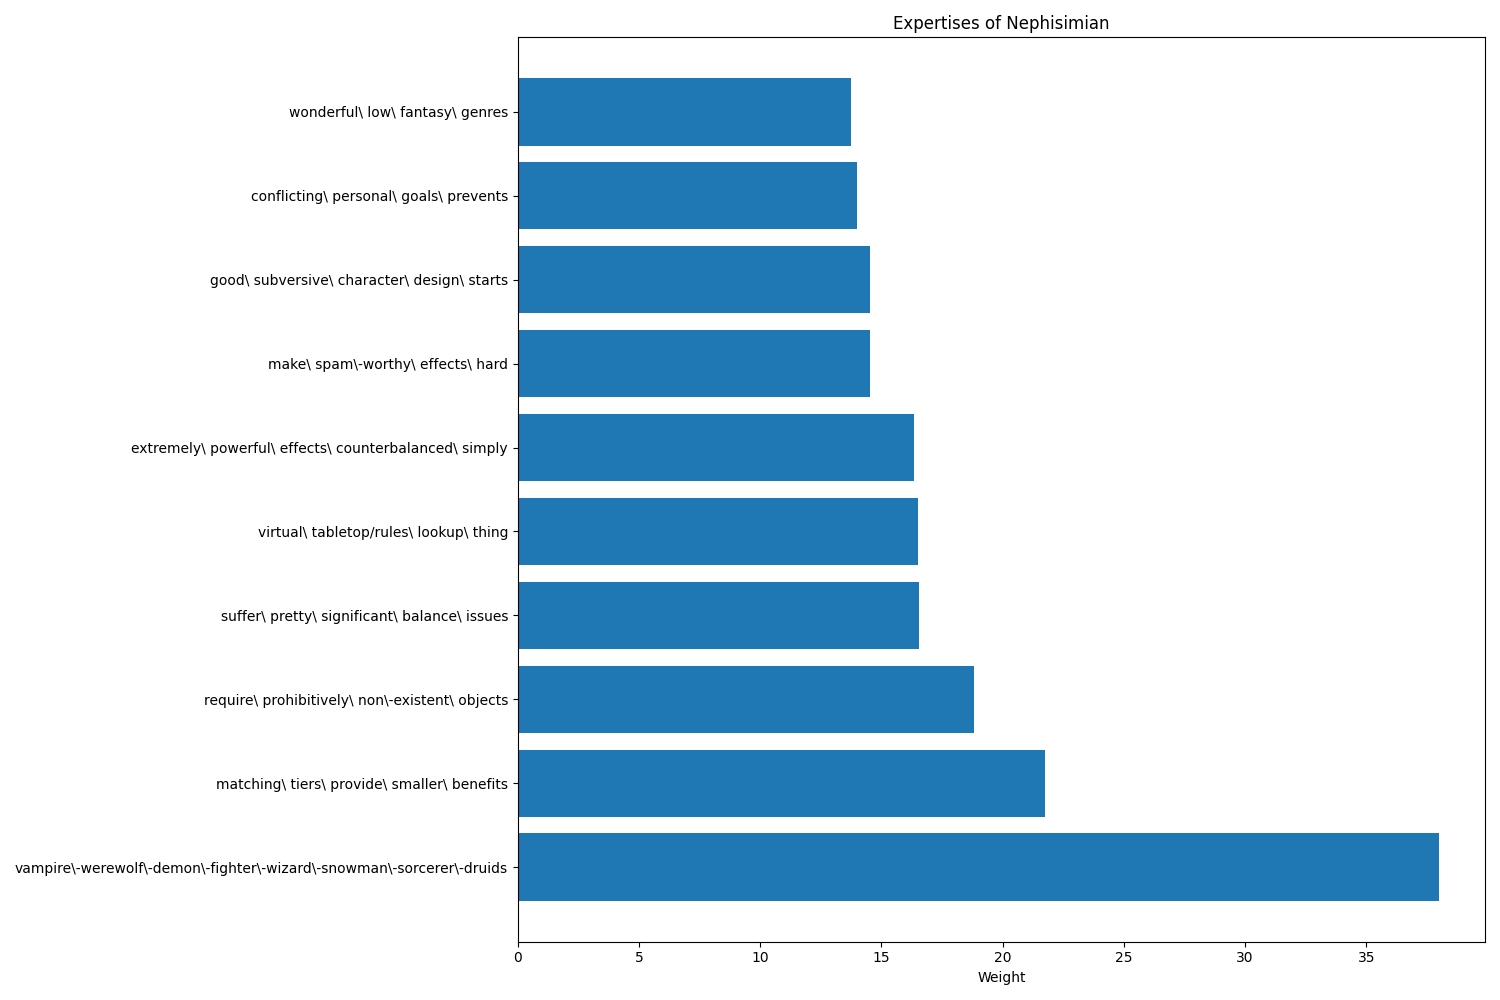 Expertises of Nephisimian
wonderful\ low\ fantasy\ genres
conflicting\ personal\ goals\ prevents
good\ subversive\ character\ design\ starts
make\ spam\-worthy\ effects\ hard
extremely\ powerful\ effects\ counterbalanced\ simply
virtual\ tabletop/rules\ lookup\ thing
suffer\ pretty\ significant\ balance\ issues
require\ prohibitively\ non\-existent\ objects
matching\ tiers\ provide\ smaller\ benefits
vampire\-werewolf\-demon\-fighter\-wizard\-snowman\-sorcerer\-druids
0 5 10 15 20 25 30 35
Weight